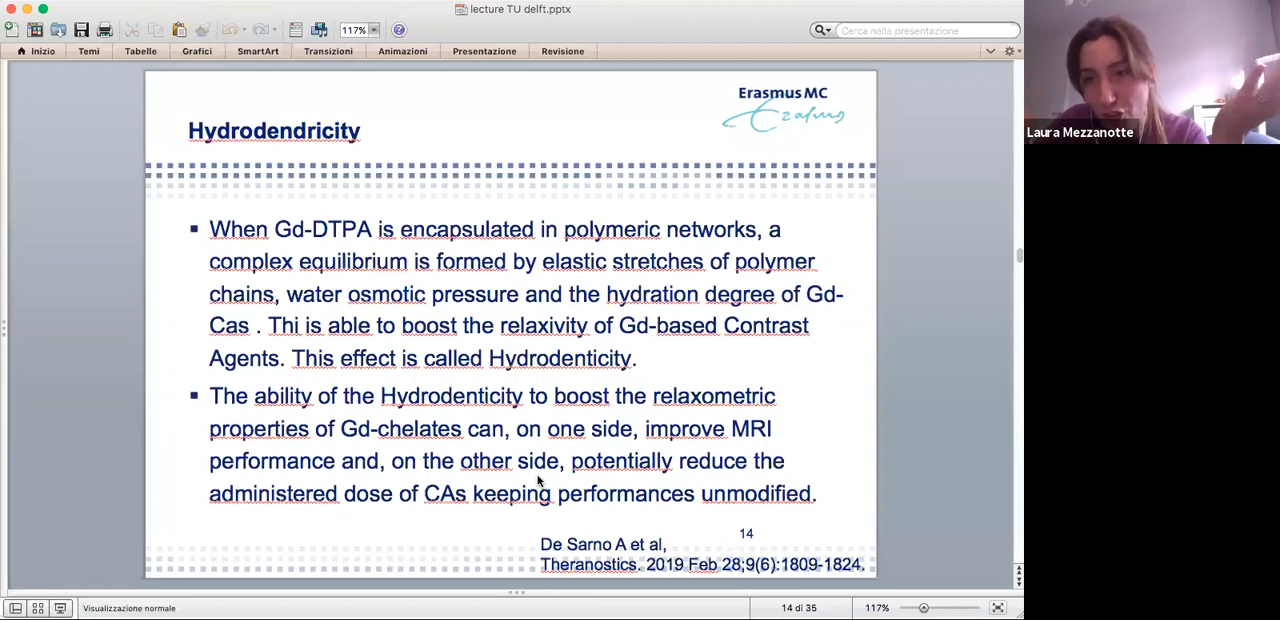 lecture TU delft.pptx
117%
Cerca nella presentazione
Inizio Temi Tabelle Grafici SmartArt Transizioni Animazioni Presentazione Revisione
Erasmus MC
Erasmus
Hydrodendricity
When Gd-DTPA is encapsulated in polymeric networks, a
complex equilibrium is formed by elastic stretches of polymer
chains, water osmotic pressure and the hydration degree of Gd-
Cas . Thi is able to boost the relaxivity of Gd-based Contrast
Agents. This effect is called Hydrodenticity.
The ability of the Hydrodenticity to boost the relaxometric
properties of Gd-chelates can, on one side, improve MRI
performance and, on the other side, potentially reduce the
administered dose of CAs keeping performances unmodified.
14
De Sarno A et al,
Theranostics. 2019 Feb 28;9(6):1809-1824.
Visualizzazione normale
14 di 35
117%
Laura Mezzanotte